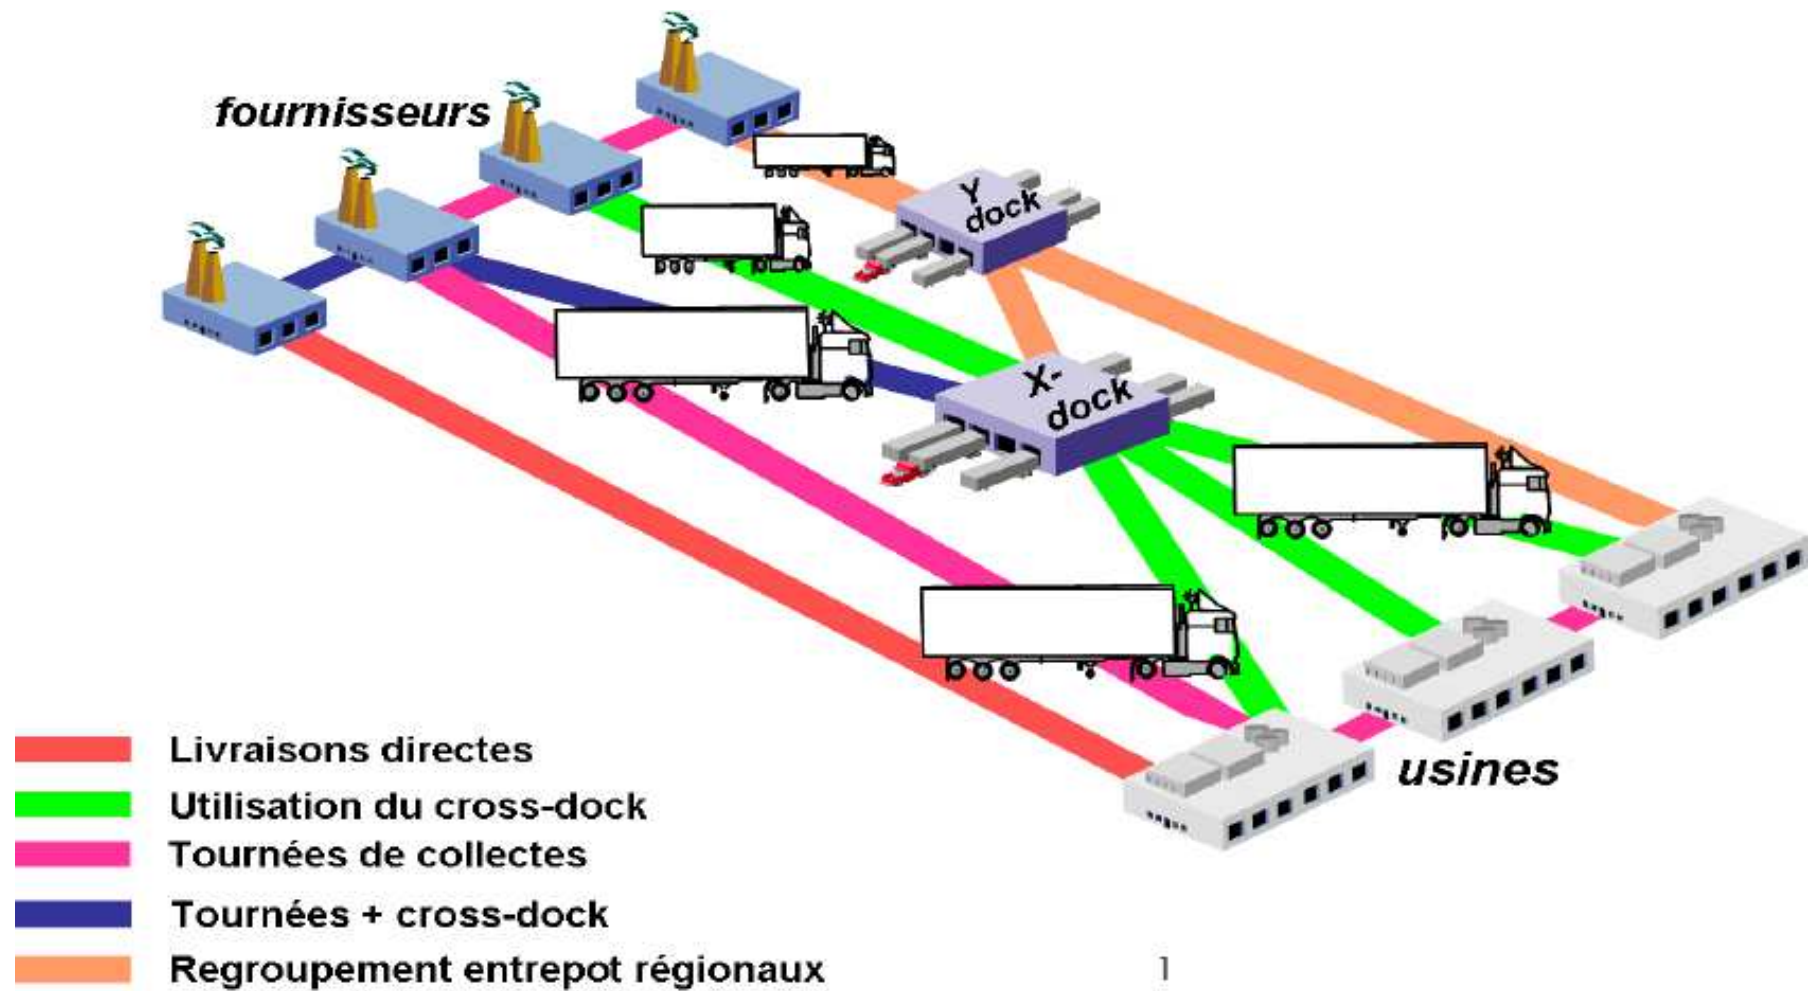 fournisseurs
Y
dock
X-
dock
usines
Livraisons directes
Utilisation du cross-dock
Tournées de collectes
Tournées + cross-dock
Regroupement entrepot régionaux
1